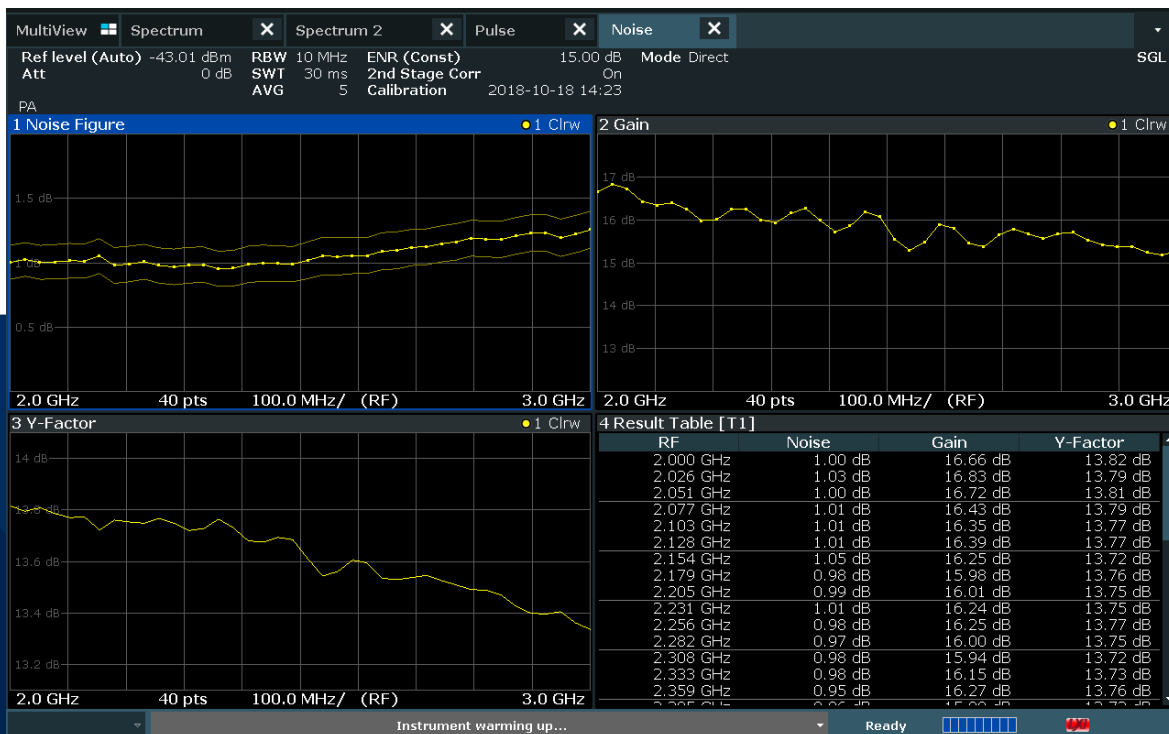 MultiView Spectrum Spectrum 2 Pulse Noise
Ref level (Auto) -43.01 dBm RBW 10 MHz ENR (Const) 15.00 dB Mode Direct SGL
Att 0 dB SWT 30 ms 2nd Stage Corr On
AVG 5 Calibration 2018-10-18 14:23
PA
1 Noise Figure 1 Clrw
1.5 dB
1 dB
0.5 dB
2.0 GHz 40 pts 100.0 MHz/ (RF) 3.0 GHz
2 Gain 1 Clrw
17 dB
16 dB
15 dB
14 dB
13 dB
2.0 GHz 40 pts 100.0 MHz/ (RF) 3.0 GHz
3 Y-Factor 1 Clrw
14 dB
13.8 dB
13.6 dB
13.4 dB
13.2 dB
2.0 GHz 40 pts 100.0 MHz/ (RF) 3.0 GHz
4 Result Table [T1]
RF Noise Gain Y-Factor
2.000 GHz 1.00 dB 16.66 dB 13.82 dB
2.026 GHz 1.03 dB 16.83 dB 13.79 dB
2.051 GHz 1.00 dB 16.72 dB 13.81 dB
2.077 GHz 1.01 dB 16.43 dB 13.79 dB
2.103 GHz 1.01 dB 16.35 dB 13.77 dB
2.128 GHz 1.01 dB 16.39 dB 13.77 dB
2.154 GHz 1.05 dB 16.25 dB 13.72 dB
2.179 GHz 0.98 dB 15.98 dB 13.76 dB
2.205 GHz 0.99 dB 16.01 dB 13.75 dB
2.231 GHz 1.01 dB 16.24 dB 13.75 dB
2.256 GHz 0.98 dB 16.25 dB 13.77 dB
2.282 GHz 0.97 dB 16.00 dB 13.75 dB
2.308 GHz 0.98 dB 15.94 dB 13.72 dB
2.333 GHz 0.98 dB 16.15 dB 13.73 dB
2.359 GHz 0.95 dB 16.27 dB 13.76 dB
Instrument warming up... Ready